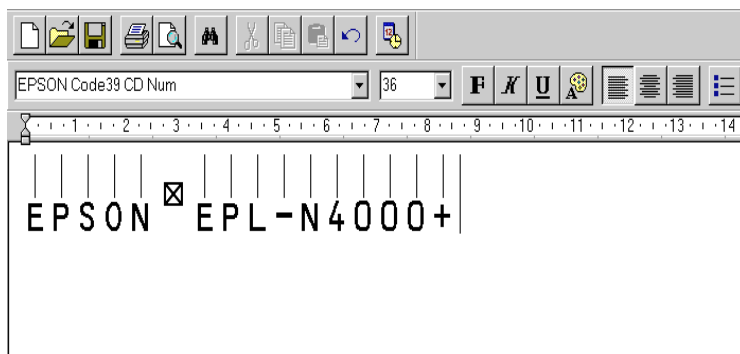 EPSON Code39 CD Num 36 F K U
1 2 3 4 5 6 7 8 9 10 11 12 13 14
EPSON EPL-N4000+